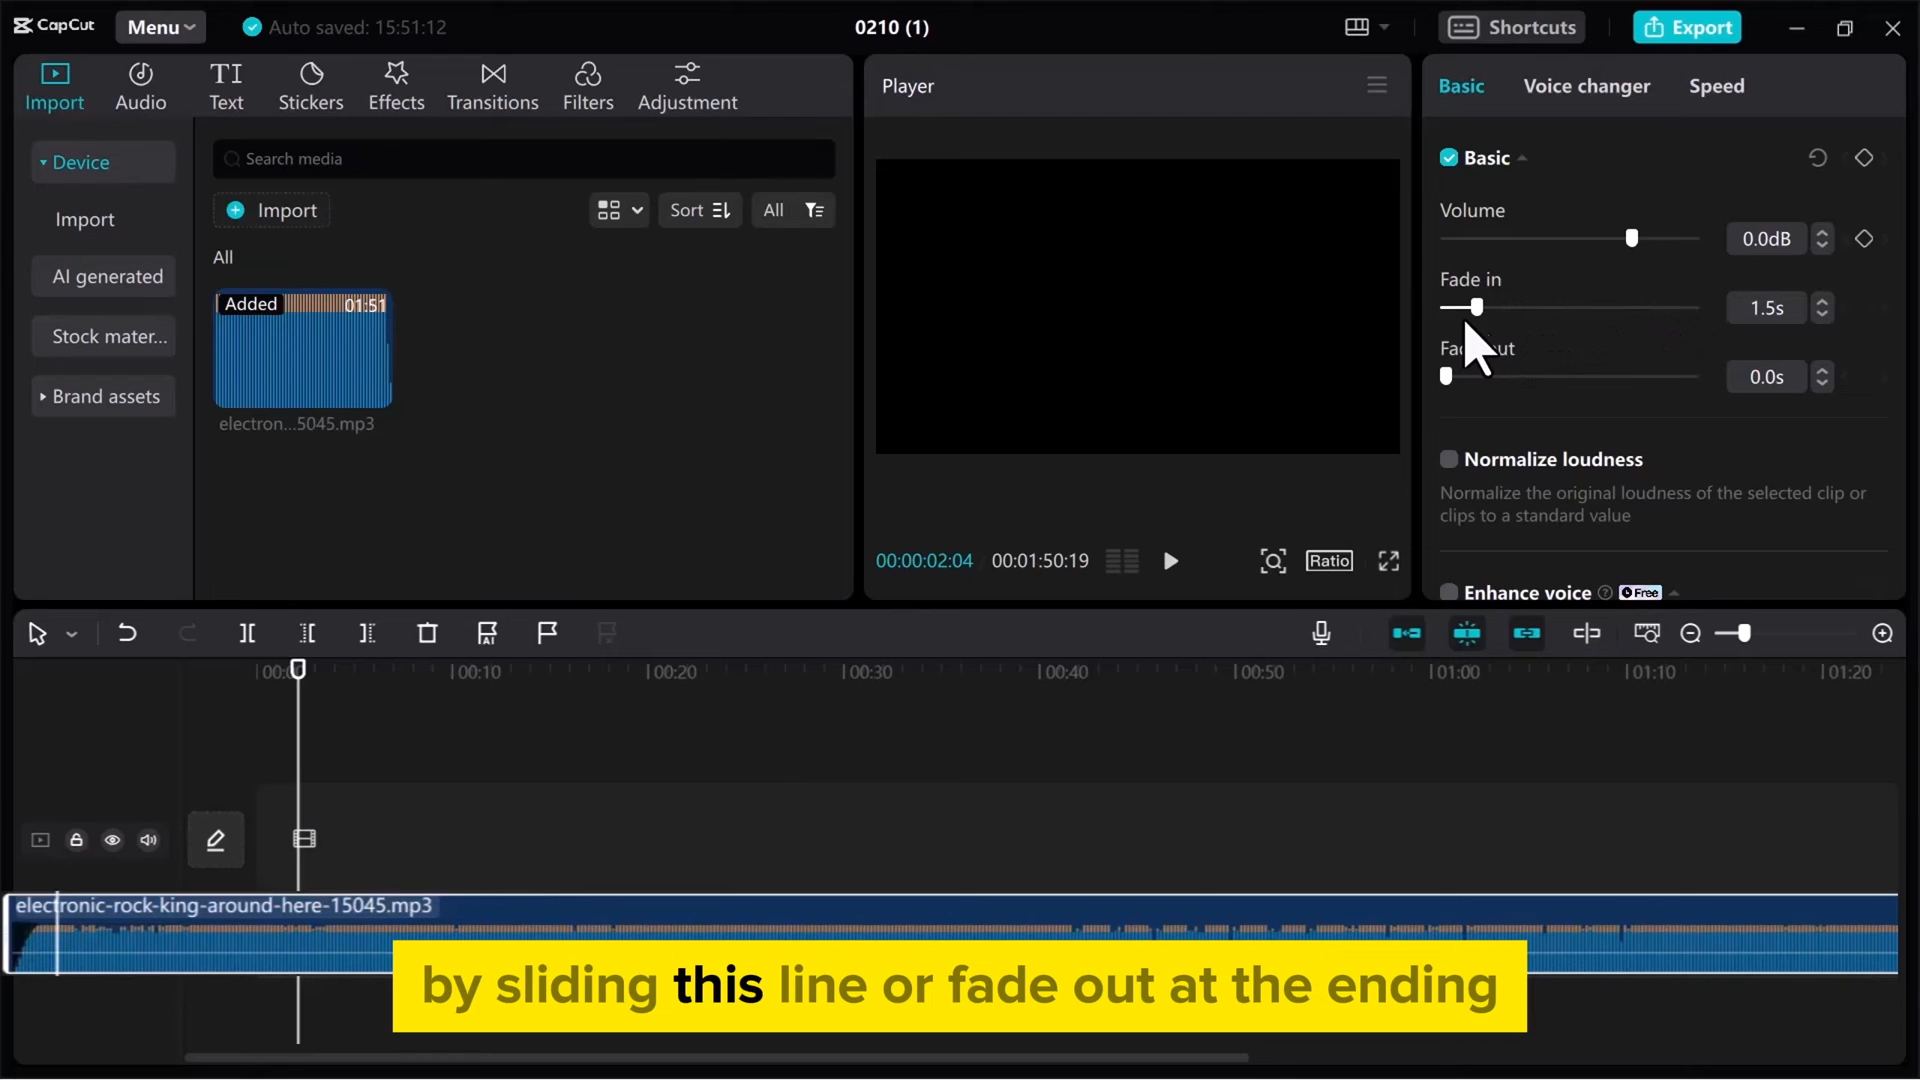 CapCut
Menu
Auto saved: 15:51:12
0210 (1)
Shortcuts
Export
Import
Audio
TI
Text
Stickers
Effects
Transitions
Filters
Adjustment
Device
Import
AI generated
Stock mater...
Brand assets
Search media
Import
Sort
All
All
Added
01:51
electron...5045.mp3
Player
00:00:02:04
00:01:50:19
Ratio
Basic
Voice changer
Speed
Basic
Volume
0.0dB
Fade in
1.5s
0.0s
Normalize loudness
Normalize the original loudness of the selected clip or
clips to a standard value
Enhance voice
Free
AI
00:10
00:20
00:30
00:40
00:50
01:00
01:10
01:20
electronic-rock-king-around-here-15045.mp3
by sliding this line or fade out at the ending